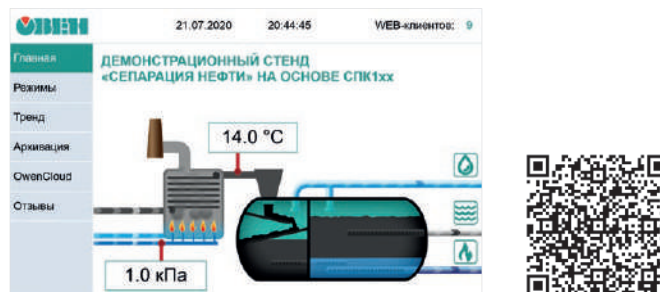 ОВЕН
21.07.2020 20:44:45 WEB-клиентов: 9
Главная
Режимы
Тренд
Архивация
OwenCloud
Отзывы
ДЕМОНСТРАЦИОННЫЙ СТЕНД
«СЕПАРАЦИЯ НЕФТИ» НА ОСНОВЕ СПК1хх
14.0 °C
1.0 кПа